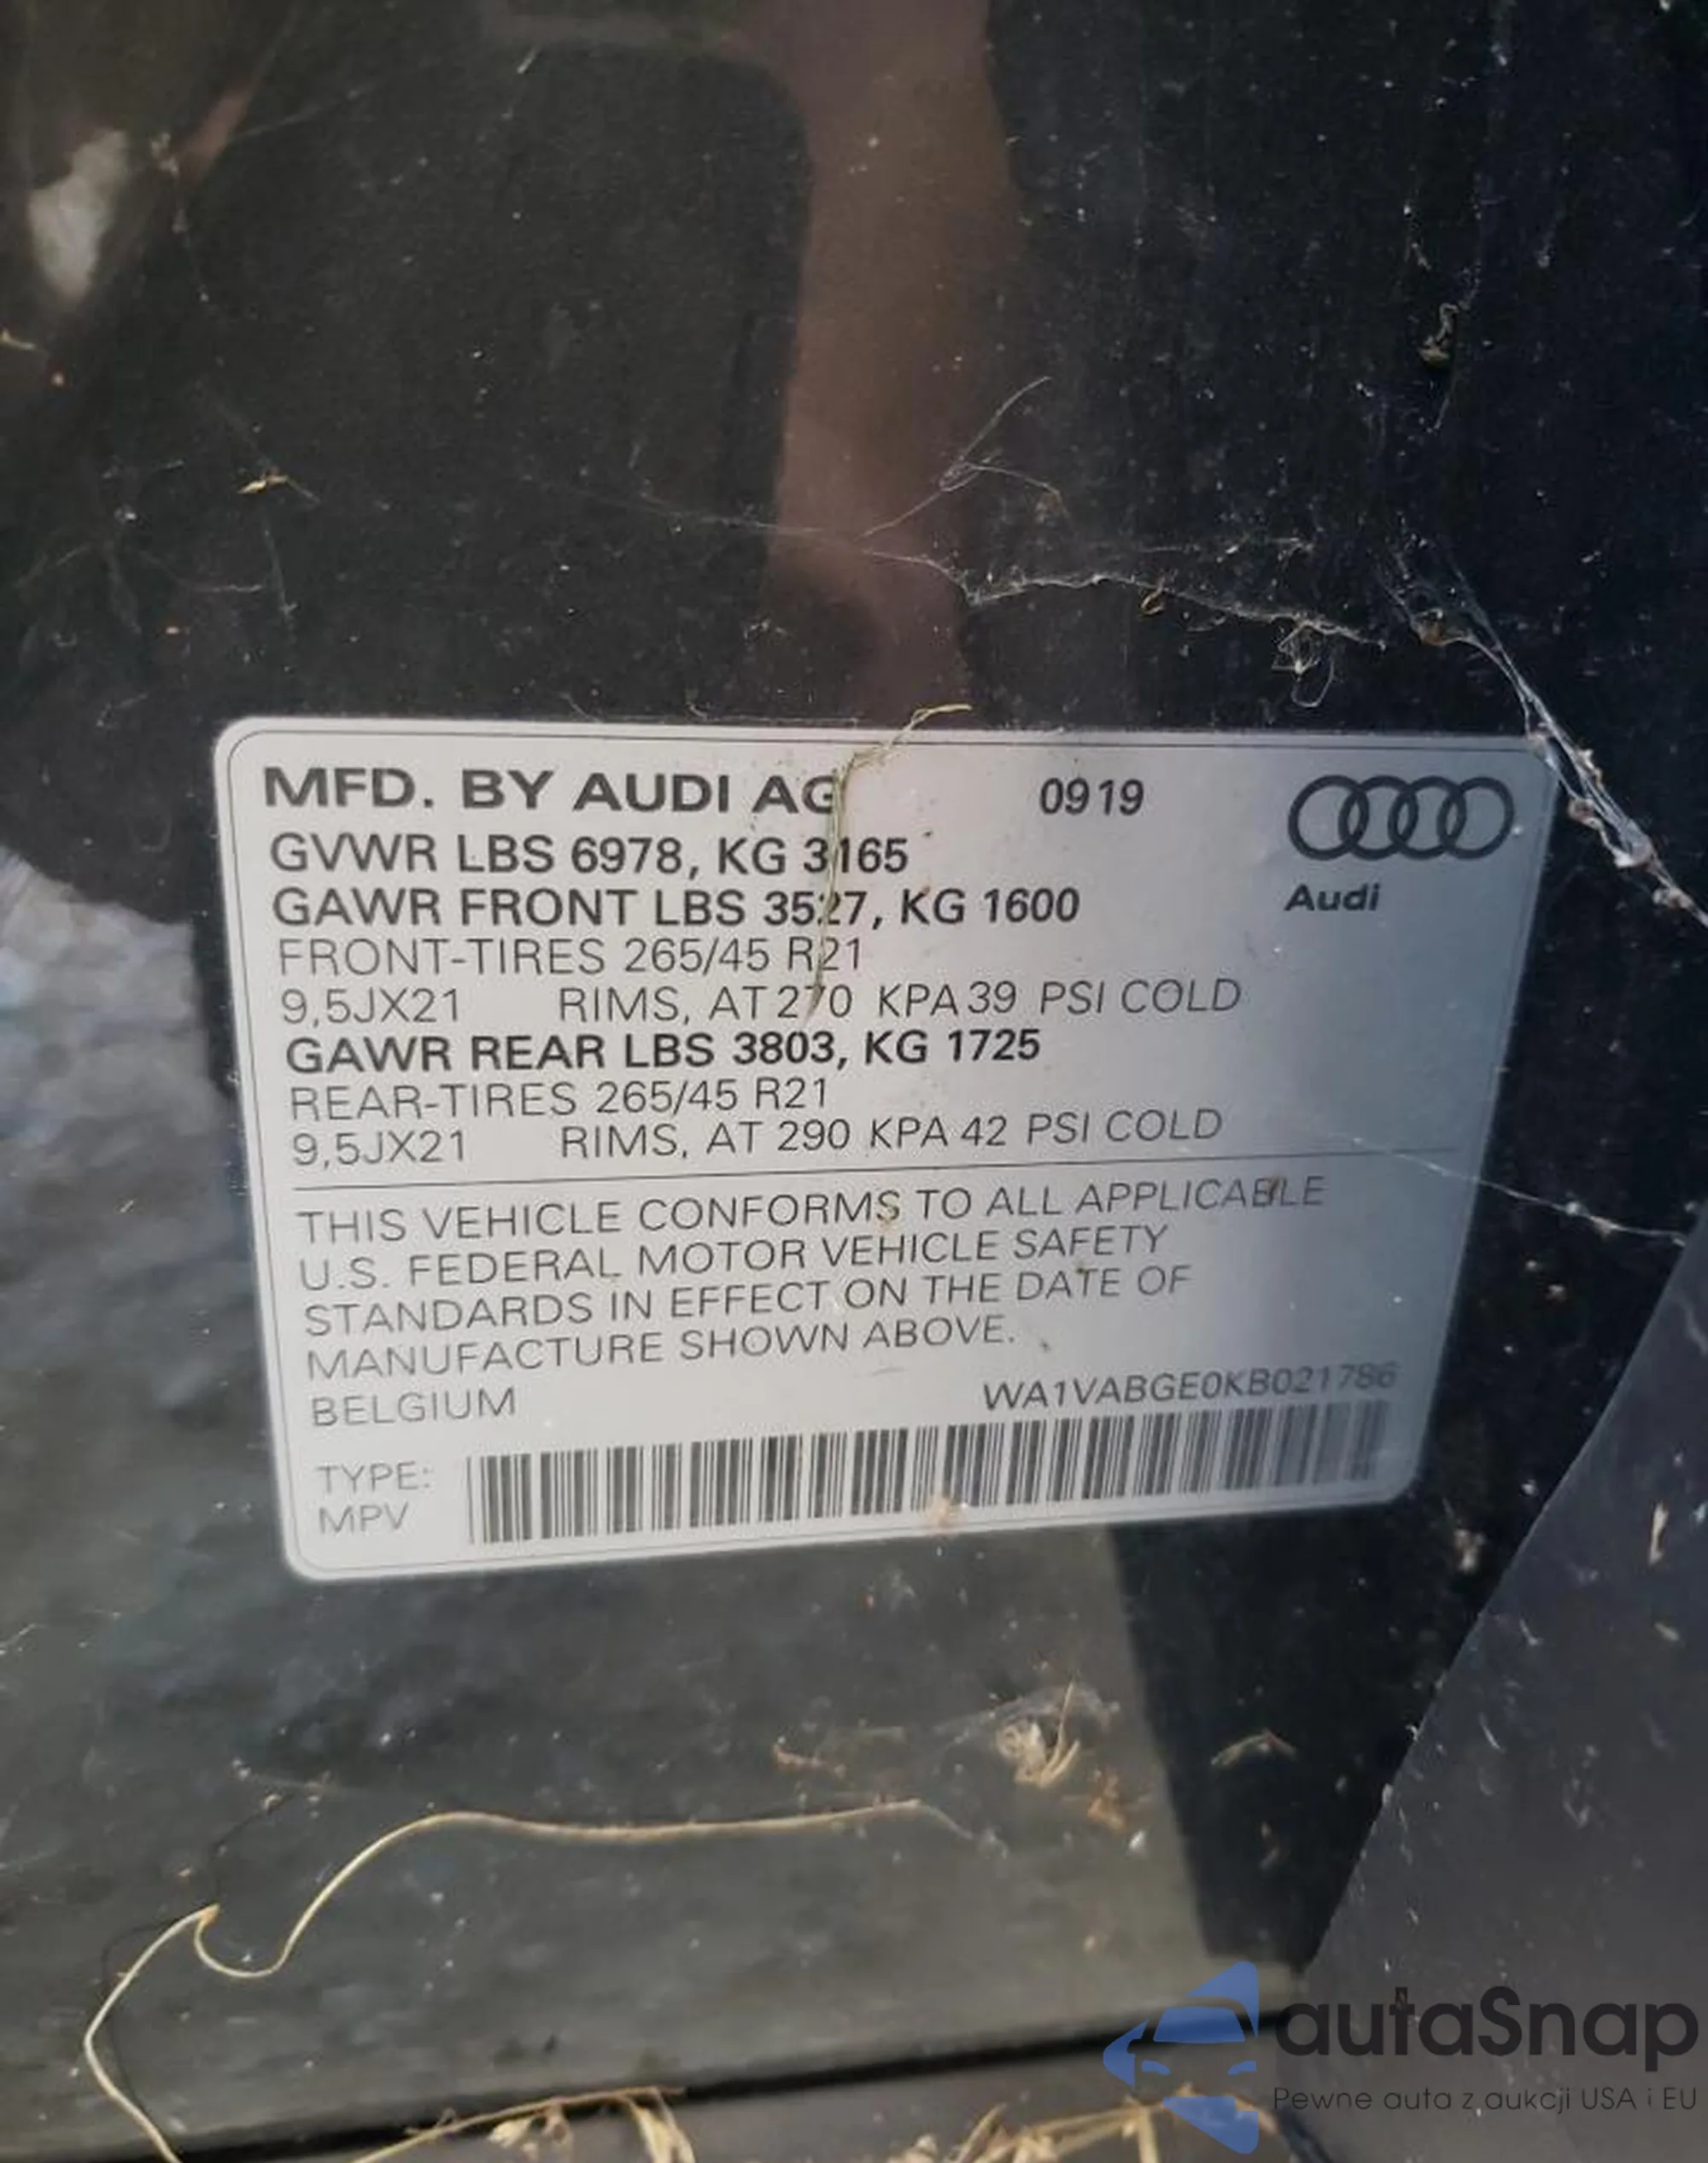 MFD. BY AUDI AG 0919
GVWR LBS 6978, KG 3165
GAWR FRONT LBS 3527, KG 1600
Audi
FRONT-TIRES 265/45 R21
9,5JX21 RIMS, AT 270 KPA 39 PSI COLD
GAWR REAR LBS 3803, KG 1725
REAR-TIRES 265/45 R21
9,5JX21 RIMS, AT 290 KPA 42 PSI COLD
THIS VEHICLE CONFORMS TO ALL APPLICABLE
U.S. FEDERAL MOTOR VEHICLE SAFETY
STANDARDS IN EFFECT ON THE DATE OF
MANUFACTURE SHOWN ABOVE.
BELGIUM WA1VABGE0KB021786
TYPE:
MPV
autaSnap
Pewne auta z aukcji USA i EU